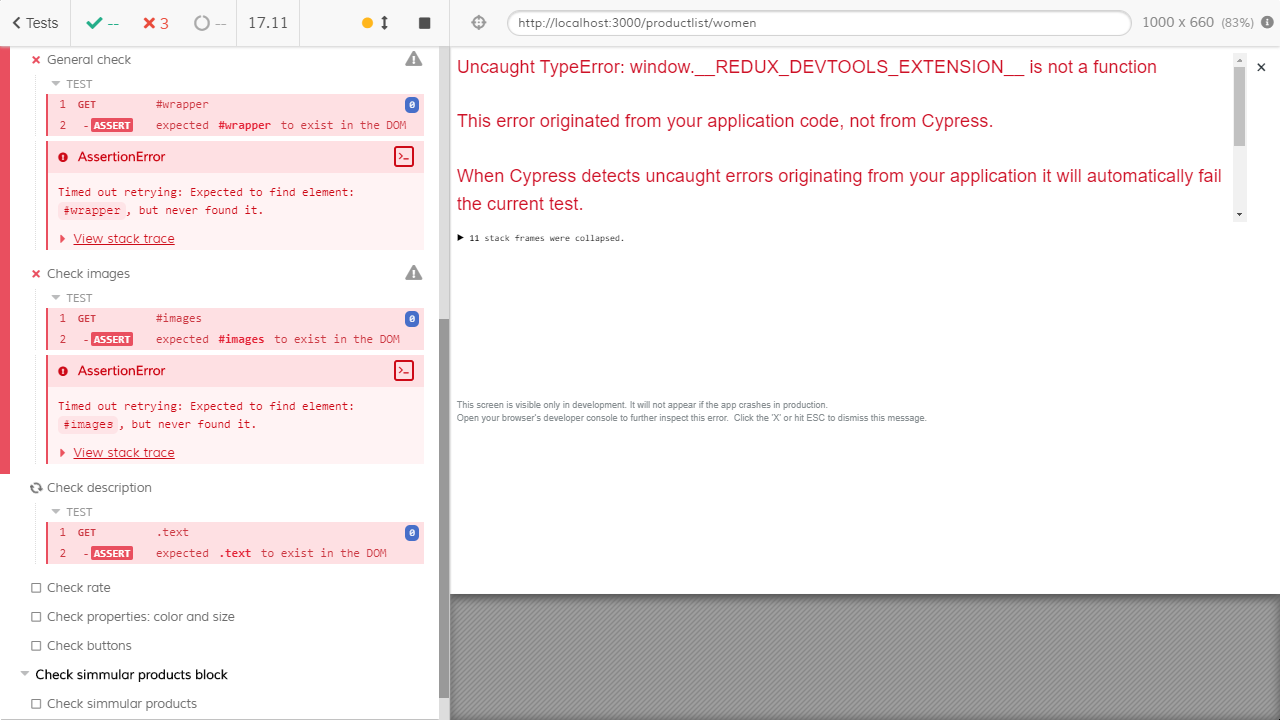 Tests
--
3
--
17.11
General check
TEST
1 GET #wrapper 0
2 -ASSERT expected #wrapper to exist in the DOM
AssertionError
Timed out retrying: Expected to find element:
#wrapper, but never found it.
View stack trace
Check images
TEST
1 GET #images 0
2 -ASSERT expected #images to exist in the DOM
AssertionError
Timed out retrying: Expected to find element:
#images, but never found it.
View stack trace
Check description
TEST
1 GET .text 0
2 -ASSERT expected .text to exist in the DOM
Check rate
Check properties: color and size
Check buttons
Check simmular products block
Check simmular products
http://localhost:3000/productlist/women
1000 x 660 (83%)
Uncaught TypeError: window.__REDUX_DEVTOOLS_EXTENSION__ is not a function
This error originated from your application code, not from Cypress.
When Cypress detects uncaught errors originating from your application it will automatically fail
the current test.
11 stack frames were collapsed.
This screen is visible only in development. It will not appear if the app crashes in production.
Open your browser's developer console to further inspect this error. Click the 'X' or hit ESC to dismiss this message.